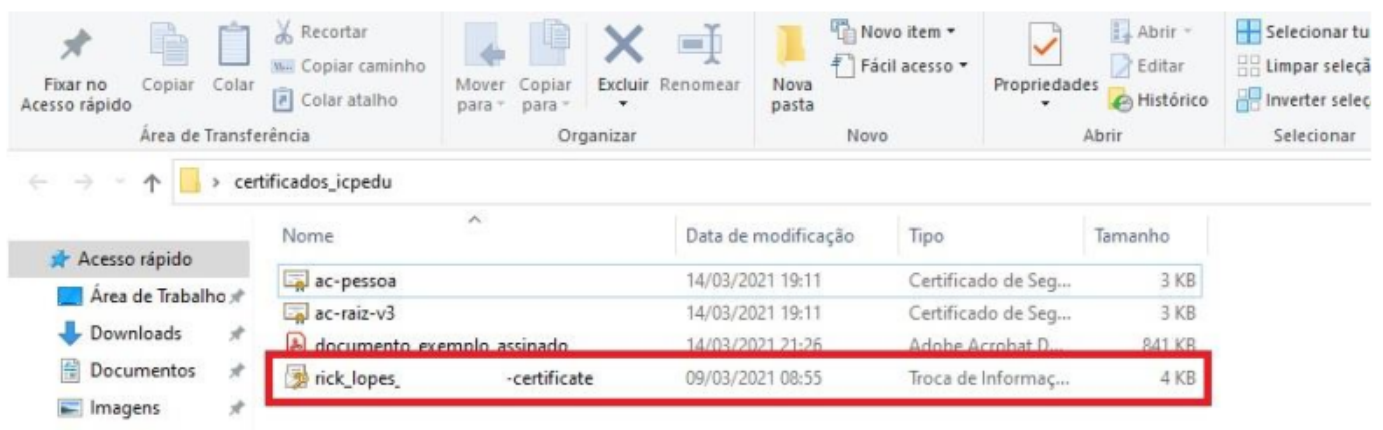 Fixar no Acesso rápido
Copiar
Colar
Recortar
Copiar caminho
Colar atalho
Área de Transferência
Mover para
Copiar para
Excluir
Renomear
Organizar
Nova pasta
Novo item
Fácil acesso
Novo
Propriedades
Abrir
Editar
Histórico
Abrir
Selecionar tu
Limpar seleçã
Inverter seleç
Selecionar
certificados_icpedu
Nome Data de modificação Tipo Tamanho
Acesso rápido
Área de Trabalho
Downloads
Documentos
Imagens
ac-pessoa 14/03/2021 19:11 Certificado de Seg... 3 KB
ac-raiz-v3 14/03/2021 19:11 Certificado de Seg... 3 KB
documento_exemplo_assinado 14/03/2021 21:26 Adobe Acrobat D... 841 KB
rick_lopes_ -certificate 09/03/2021 08:55 Troca de Informaç... 4 KB